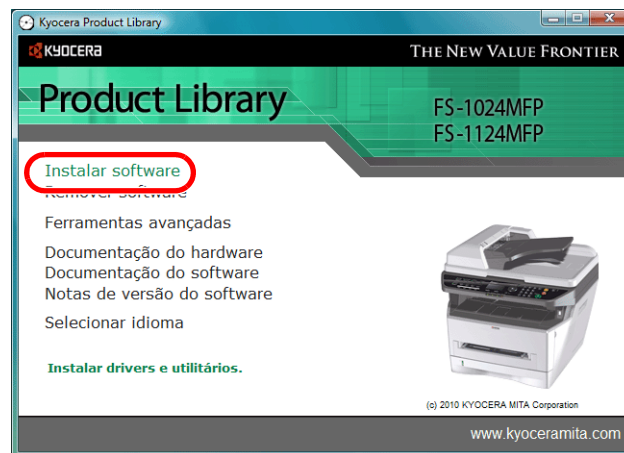 Kyocera Product Library
KYOCERA
THE NEW VALUE FRONTIER
Product Library
FS-1024MFP
FS-1124MFP
Instalar software
Remover software
Ferramentas avançadas
Documentação do hardware
Documentação do software
Notas de versão do software
Selecionar idioma
Instalar drivers e utilitários.
(c) 2010 KYOCERA MITA Corporation
www.kyoceramita.com